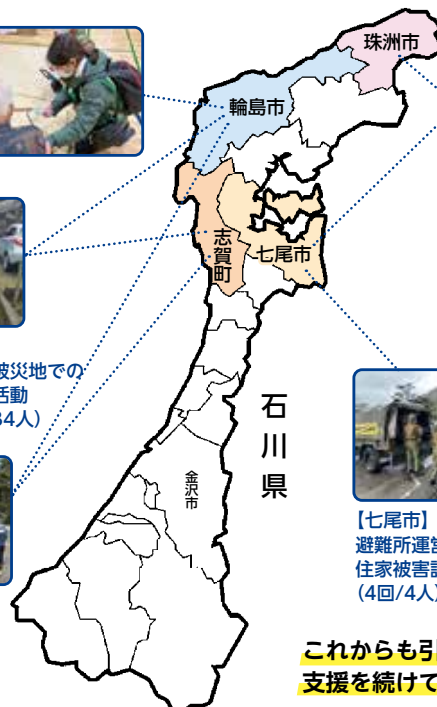 珠洲市
輪島市
志賀町
七尾市
被災地での
活動
34人)
石川県
金沢市
【七尾市】
避難所運営
住家被害
(4回/4人)
これからも引
支援を続けて